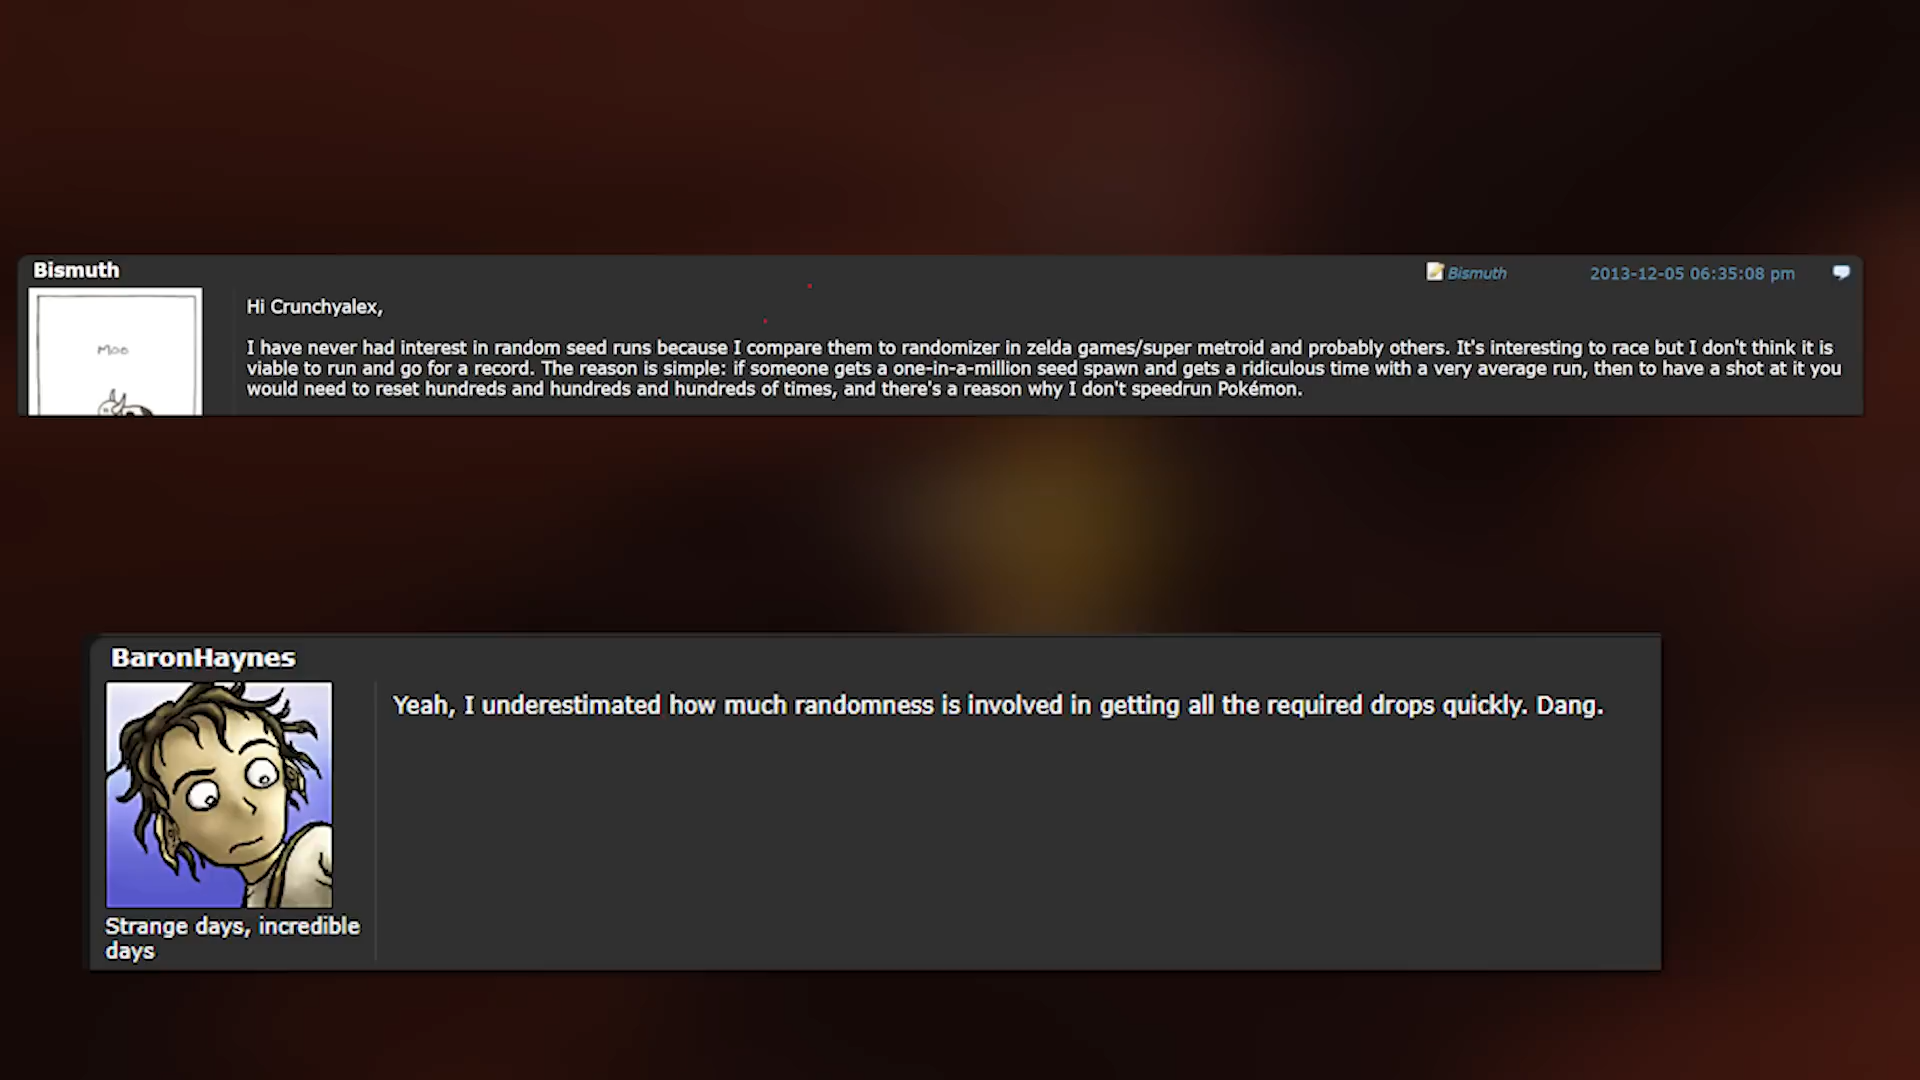 Bismuth
Bismuth 2013-12-05 06:35:08 pm
Moo
Hi Crunchyalex,
I have never had interest in random seed runs because I compare them to randomizer in zelda games/super metroid and probably others. It's interesting to race but I don't think it is
viable to run and go for a record. The reason is simple: if someone gets a one-in-a-million seed spawn and gets a ridiculous time with a very average run, then to have a shot at it you
would need to reset hundreds and hundreds and hundreds of times, and there's a reason why I don't speedrun Pokémon.
BaronHaynes
Yeah, I underestimated how much randomness is involved in getting all the required drops quickly. Dang.
Strange days, incredible
days